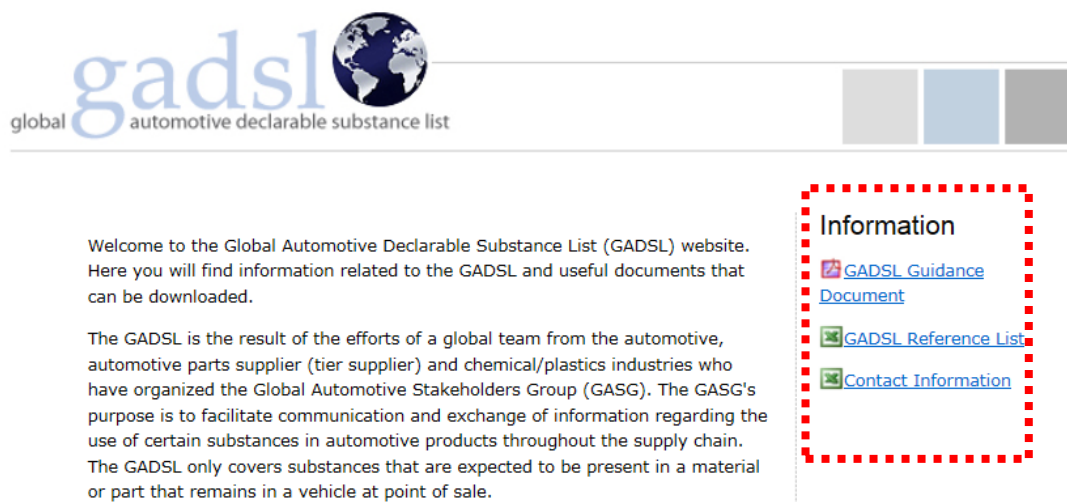 gadsl
global automotive declarable substance list
Welcome to the Global Automotive Declarable Substance List (GADSL) website.
Here you will find information related to the GADSL and useful documents that
can be downloaded.
The GADSL is the result of the efforts of a global team from the automotive,
automotive parts supplier (tier supplier) and chemical/plastics industries who
have organized the Global Automotive Stakeholders Group (GASG). The GASG's
purpose is to facilitate communication and exchange of information regarding the
use of certain substances in automotive products throughout the supply chain.
The GADSL only covers substances that are expected to be present in a material
or part that remains in a vehicle at point of sale.
Information
GADSL Guidance
Document
GADSL Reference List
Contact Information